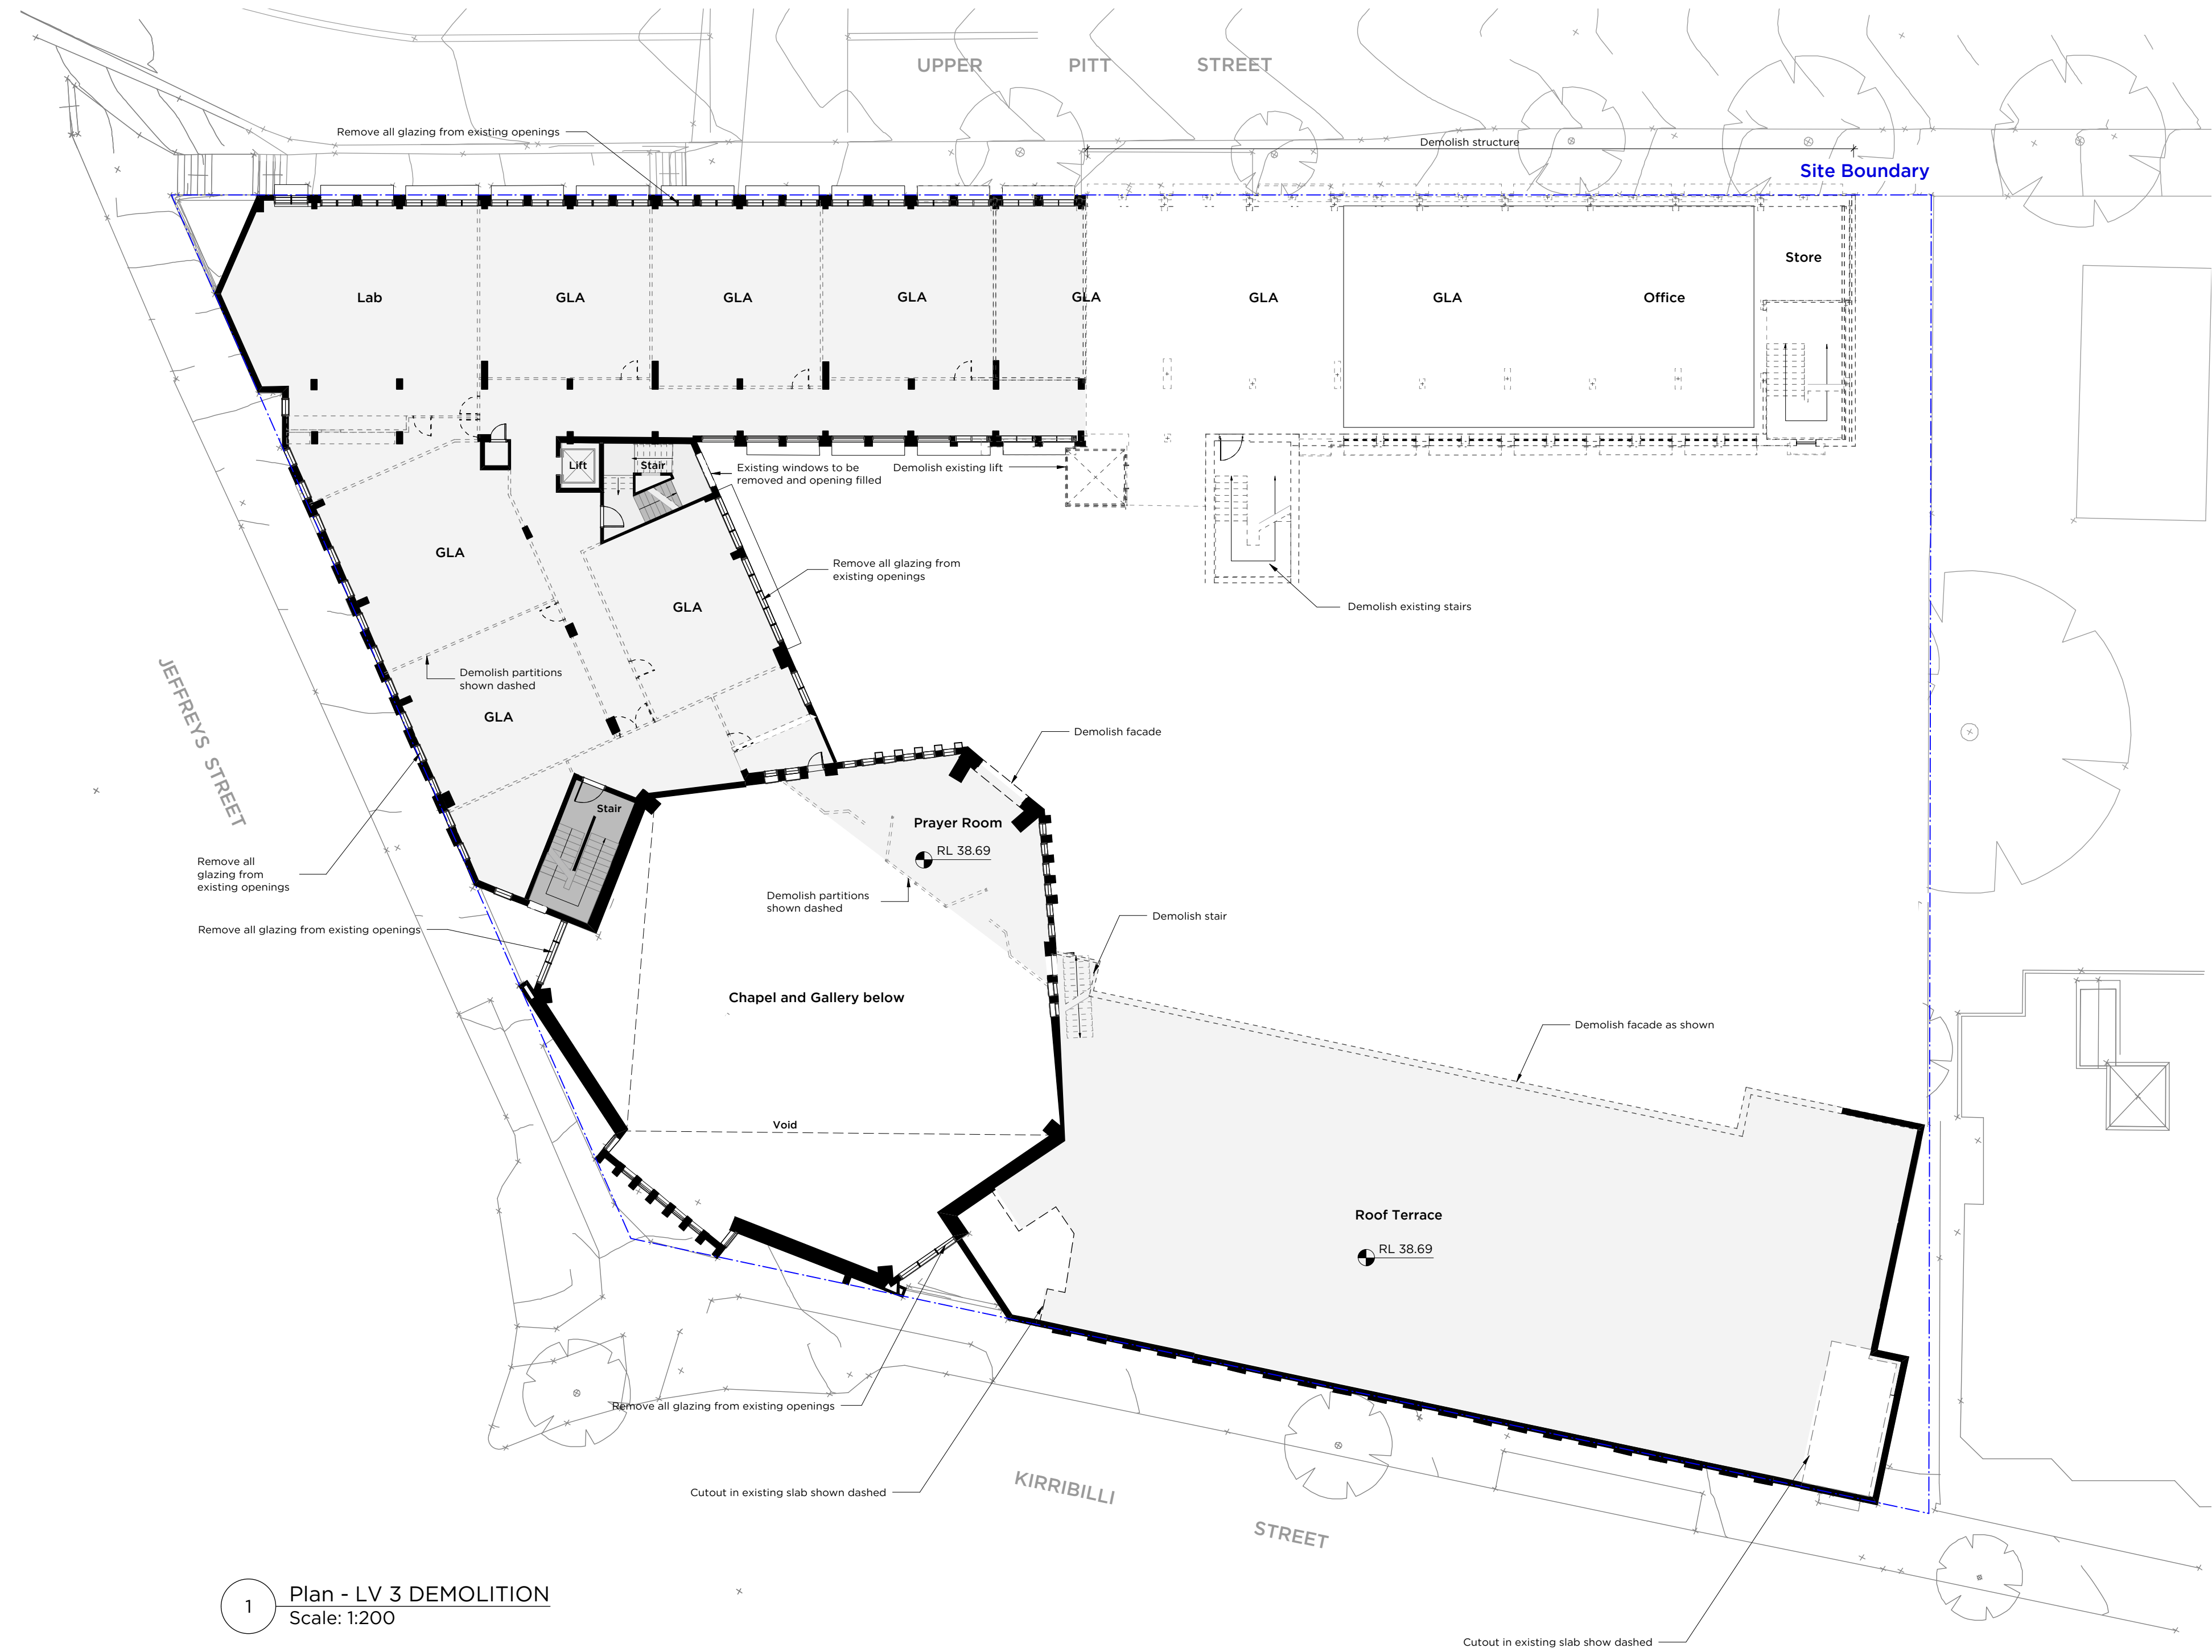 UPPER PITT STREET
Remove all glazing from existing openings
Demolish structure
Site Boundary
Store
Lab
GLA
GLA
GLA
GLA
GLA
GLA
Office
Lift
Stair
Existing windows to be
removed and opening filled
Demolish existing lift
GLA
Remove all glazing from
existing openings
GLA
Demolish existing stairs
Demolish partitions
shown dashed
JEFFREYS STREET
GLA
Demolish facade
Stair
Prayer Room
RL 38.69
Remove all
glazing from
existing openings
Demolish partitions
shown dashed
Demolish stair
Remove all glazing from existing openings
Chapel and Gallery below
Demolish facade as shown
Void
Roof Terrace
RL 38.69
Remove all glazing from existing openings
Cutout in existing slab shown dashed
KIRRIBILLI
STREET
1
Plan - LV 3 DEMOLITION
Scale: 1:200
Cutout in existing slab show dashed